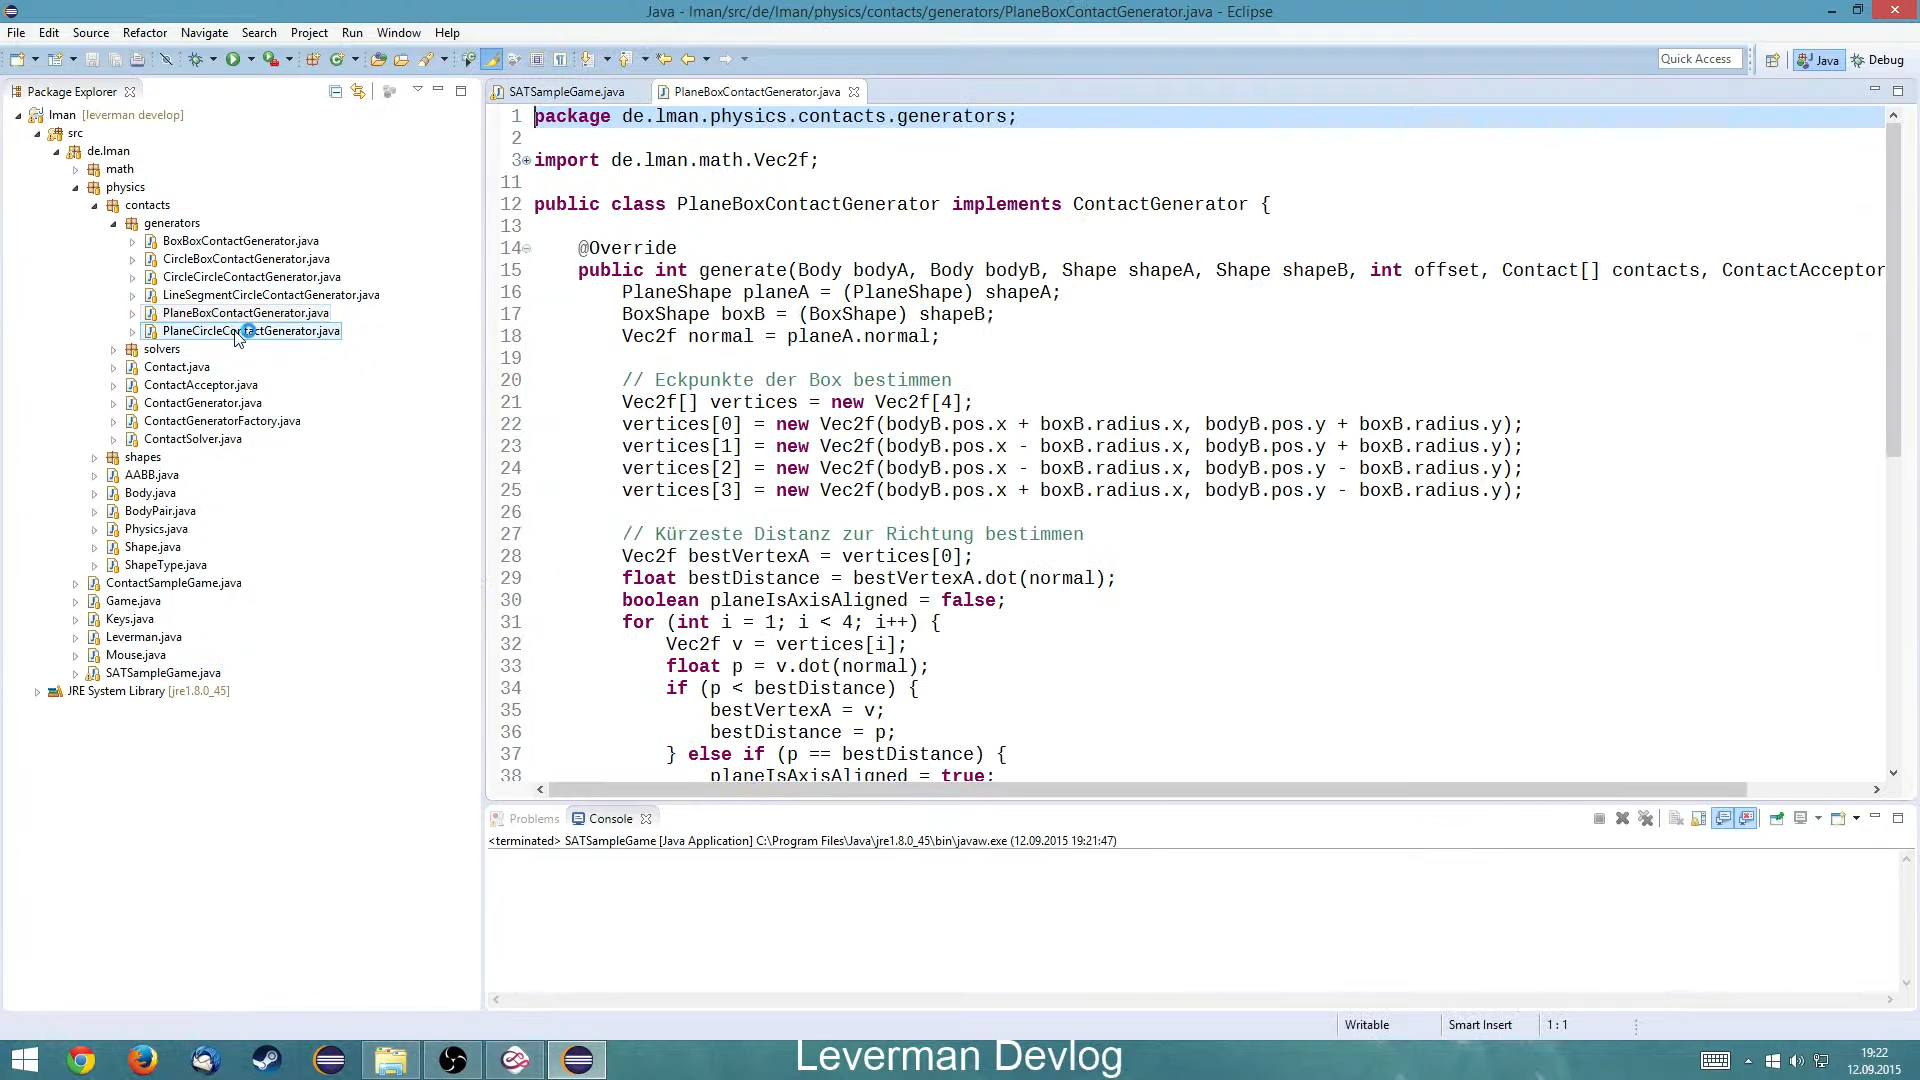 Java - lman/src/de/lman/physics/contacts/generators/PlaneBoxContactGenerator.java - Eclipse
File Edit Source Refactor Navigate Search Project Run Window Help
Quick Access Java Debug
Package Explorer
lman [leverman develop]
src
de.lman
math
physics
contacts
generators
BoxBoxContactGenerator.java
CircleBoxContactGenerator.java
CircleCircleContactGenerator.java
LineSegmentCircleContactGenerator.java
PlaneBoxContactGenerator.java
PlaneCircleContactGenerator.java
solvers
Contact.java
ContactAcceptor.java
ContactGenerator.java
ContactGeneratorFactory.java
ContactSolver.java
shapes
AABB.java
Body.java
BodyPair.java
Physics.java
Shape.java
ShapeType.java
ContactSampleGame.java
Game.java
Keys.java
Leverman.java
Mouse.java
SATSampleGame.java
JRE System Library [jre1.8.0_45]
SATSampleGame.java PlaneBoxContactGenerator.java
1 package de.lman.physics.contacts.generators;
2
3 import de.lman.math.Vec2f;
11
12 public class PlaneBoxContactGenerator implements ContactGenerator {
13
14 @Override
15 public int generate(Body bodyA, Body bodyB, Shape shapeA, Shape shapeB, int offset, Contact[] contacts, ContactAcceptor
16 PlaneShape planeA = (PlaneShape) shapeA;
17 BoxShape boxB = (BoxShape) shapeB;
18 Vec2f normal = planeA.normal;
19
20 // Eckpunkte der Box bestimmen
21 Vec2f[] vertices = new Vec2f[4];
22 vertices[0] = new Vec2f(bodyB.pos.x + boxB.radius.x, bodyB.pos.y + boxB.radius.y);
23 vertices[1] = new Vec2f(bodyB.pos.x - boxB.radius.x, bodyB.pos.y + boxB.radius.y);
24 vertices[2] = new Vec2f(bodyB.pos.x - boxB.radius.x, bodyB.pos.y - boxB.radius.y);
25 vertices[3] = new Vec2f(bodyB.pos.x + boxB.radius.x, bodyB.pos.y - boxB.radius.y);
26
27 // Kürzeste Distanz zur Richtung bestimmen
28 Vec2f bestVertexA = vertices[0];
29 float bestDistance = bestVertexA.dot(normal);
30 boolean planeIsAxisAligned = false;
31 for (int i = 1; i < 4; i++) {
32 Vec2f v = vertices[i];
33 float p = v.dot(normal);
34 if (p < bestDistance) {
35 bestVertexA = v;
36 bestDistance = p;
37 } else if (p == bestDistance) {
38 planeIsAxisAligned = true;
Problems Console
<terminated> SATSampleGame [Java Application] C:\Program Files\Java\jre1.8.0_45\bin\javaw.exe (12.09.2015 19:21:47)
Writable Smart Insert 1 : 1
Leverman Devlog
19:22
12.09.2015